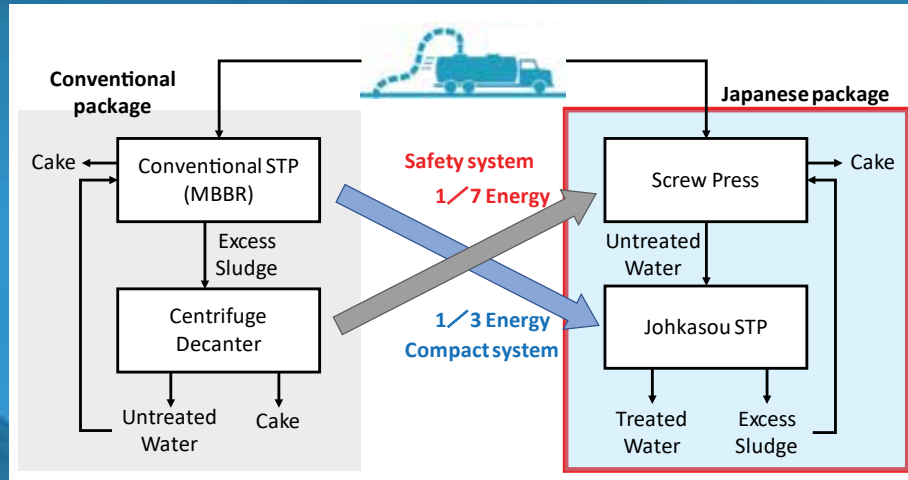 Conventional
package
Japanese package
Cake
Conventional STP
(MBBR)
Excess
Sludge
Centrifuge
Decanter
Untreated
Water
Cake
Safety system
1／7 Energy
1／3 Energy
Compact system
Screw Press
Cake
Untreated
Water
Johkasou STP
Treated
Water
Excess
Sludge